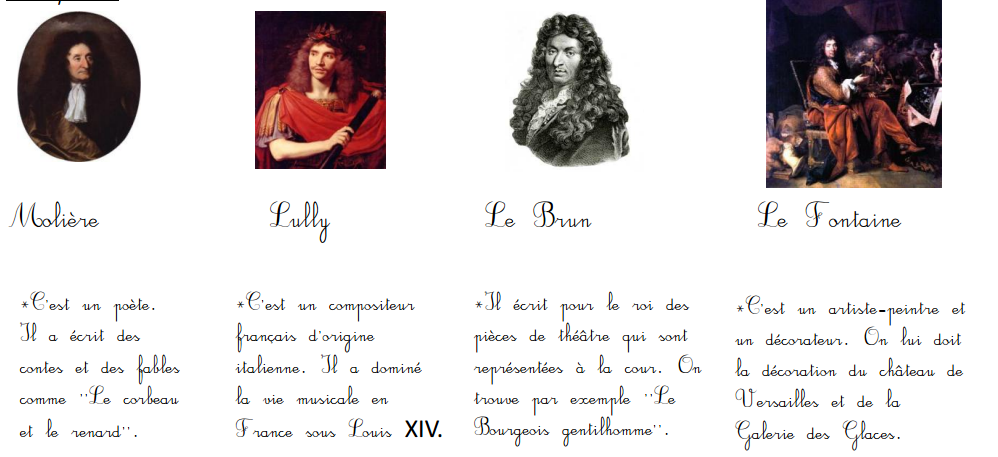 Molière
Lully
Le Brun
Le Fontaine
*C'est un poète.
Il a écrit des
contes et des fables
comme "Le corbeau
et le renard".
*C'est un compositeur
français d'origine
italienne. Il a dominé
la vie musicale en
France sous Louis XIV.
*Il écrit pour le roi des
pièces de théâtre qui sont
représentées à la cour. On
trouve par exemple "Le
Bourgeois gentilhomme".
*C'est un artiste-peintre et
un décorateur. On lui doit
la décoration du château de
Versailles et de la
Galerie des Glaces.